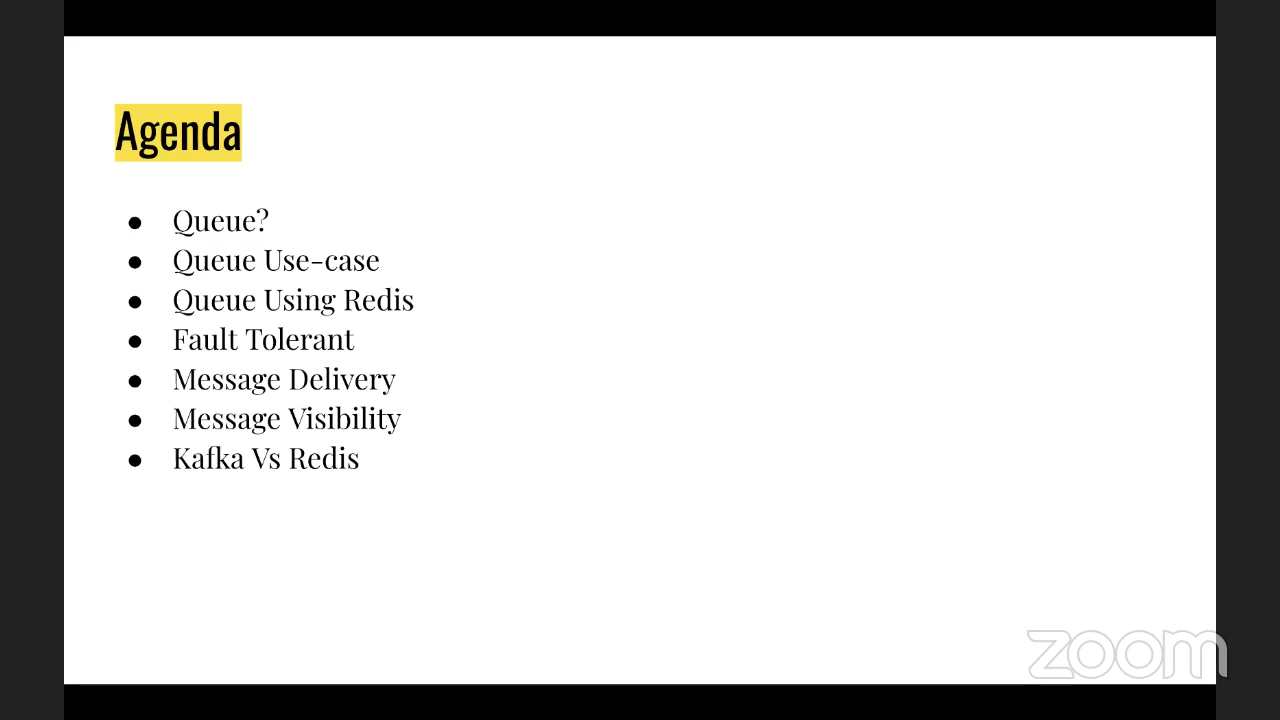 Agenda
● Queue?
● Queue Use-case
● Queue Using Redis
● Fault Tolerant
● Message Delivery
● Message Visibility
● Kafka Vs Redis
zoom